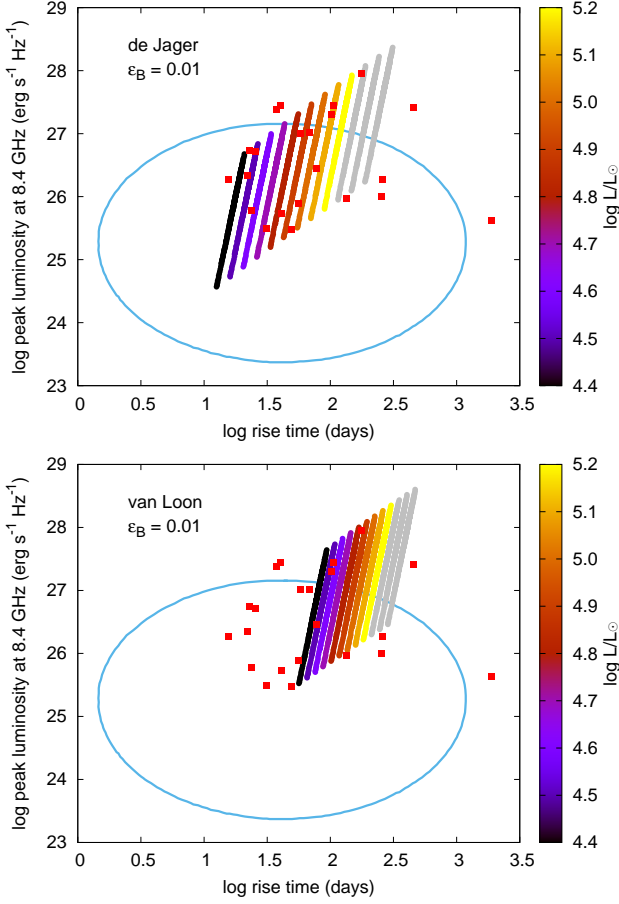 29
28
27
26
25
24
23
log peak luminosity at 8.4 GHz (erg s⁻¹ Hz⁻¹)
de Jager
ε_B = 0.01
0 0.5 1 1.5 2 2.5 3 3.5
log rise time (days)
5.2
5.1
5.0
4.9
4.8
4.7
4.6
4.5
4.4
log L/L☉
29
28
27
26
25
24
23
log peak luminosity at 8.4 GHz (erg s⁻¹ Hz⁻¹)
van Loon
ε_B = 0.01
0 0.5 1 1.5 2 2.5 3 3.5
log rise time (days)
5.2
5.1
5.0
4.9
4.8
4.7
4.6
4.5
4.4
log L/L☉